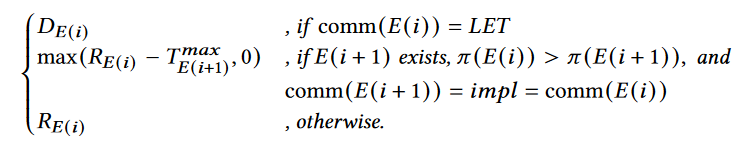 D_{E(i)} , if comm(E(i)) = LET
max(R_{E(i)} − T^{max}_{E(i+1)}, 0) , if E(i + 1) exists, π(E(i)) > π(E(i + 1)), and
comm(E(i + 1)) = impl = comm(E(i))
R_{E(i)} , otherwise.